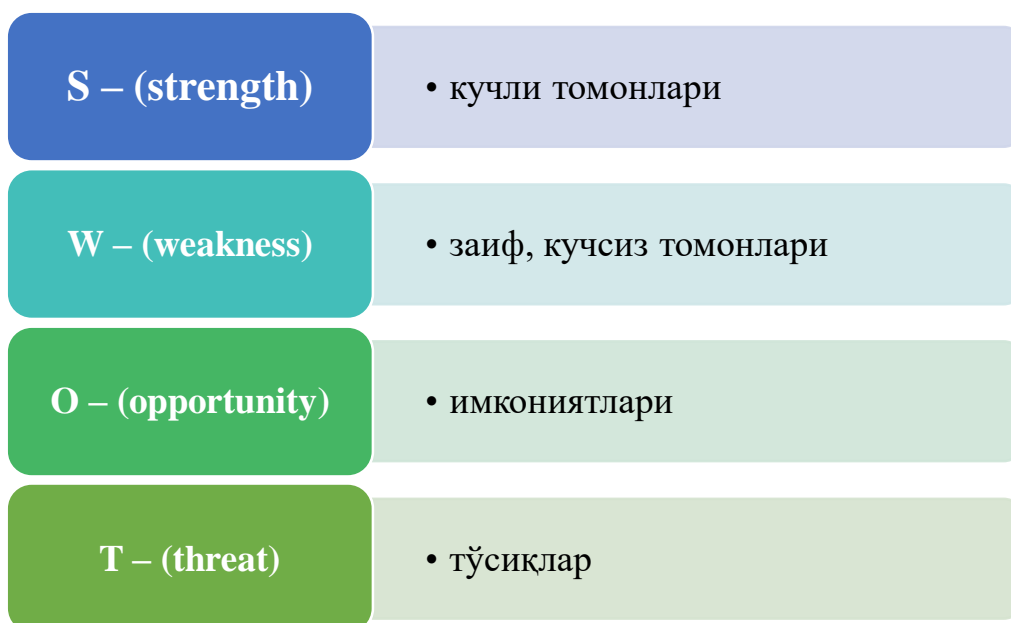 S – (strength)
• кучли томонлари
W – (weakness)
• заиф, кучсиз томонлари
O – (opportunity)
• имкониятлари
T – (threat)
• тўсиқлар